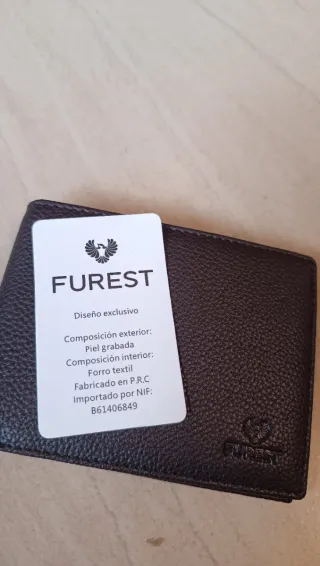 FUREST
Diseño exclusivo
Composición exterior:
Piel grabada
Composición interior:
Forro textil
Fabricado en P.R.C
Importado por NIF:
B61406849
FUREST